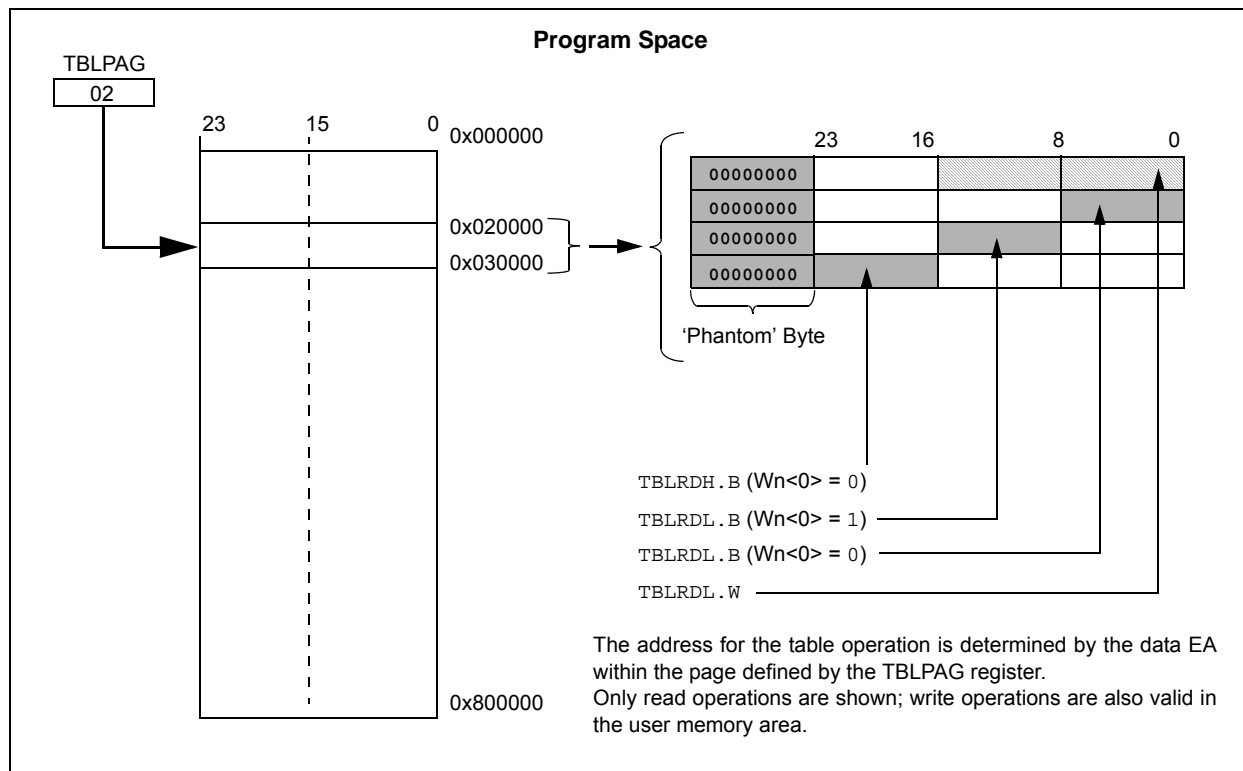 Program Space
TBLPAG
02
23 15 0
0x000000
0x020000
0x030000
0x800000
23 16 8 0
00000000
00000000
00000000
00000000
‘Phantom’ Byte
TBLRDH.B (Wn<0> = 0)
TBLRDL.B (Wn<0> = 1)
TBLRDL.B (Wn<0> = 0)
TBLRDL.W
The address for the table operation is determined by the data EA
within the page defined by the TBLPAG register.
Only read operations are shown; write operations are also valid in
the user memory area.